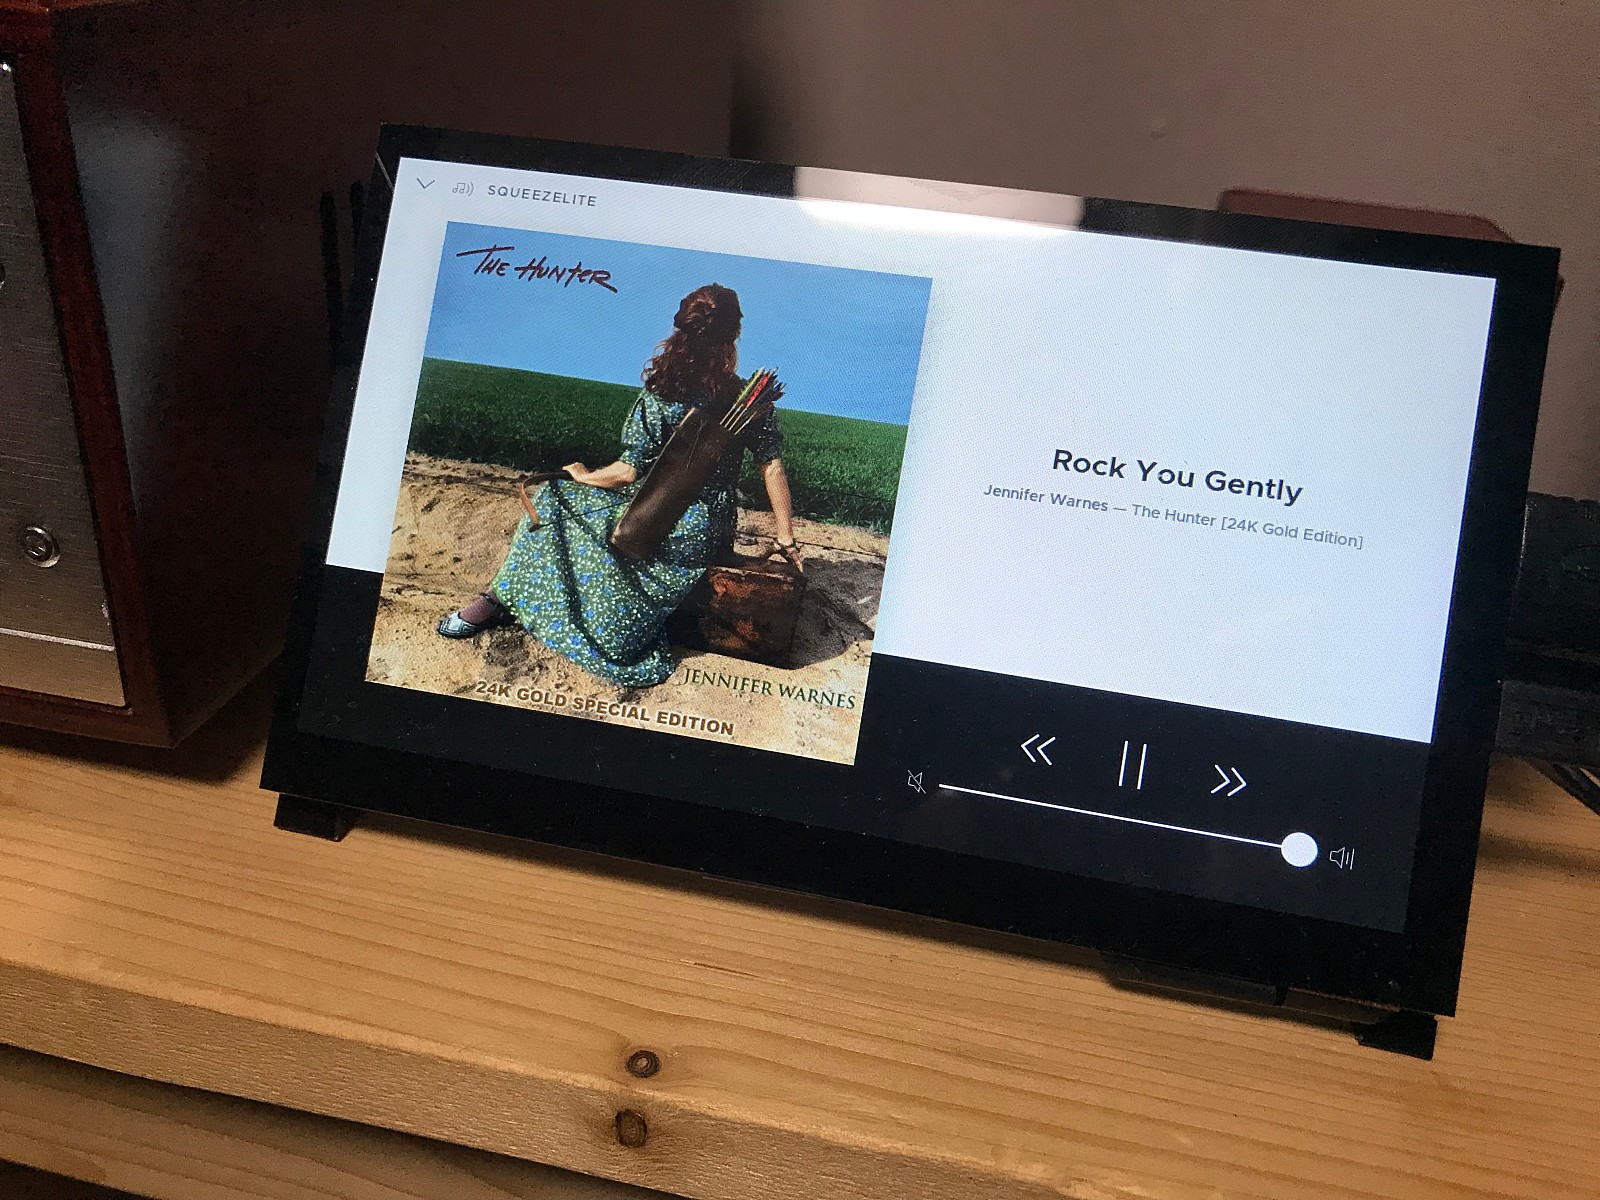 SQUEEZELITE
THE HUNTER
JENNIFER WARNES
24K GOLD SPECIAL EDITION
Rock You Gently
Jennifer Warnes — The Hunter [24K Gold Edition]